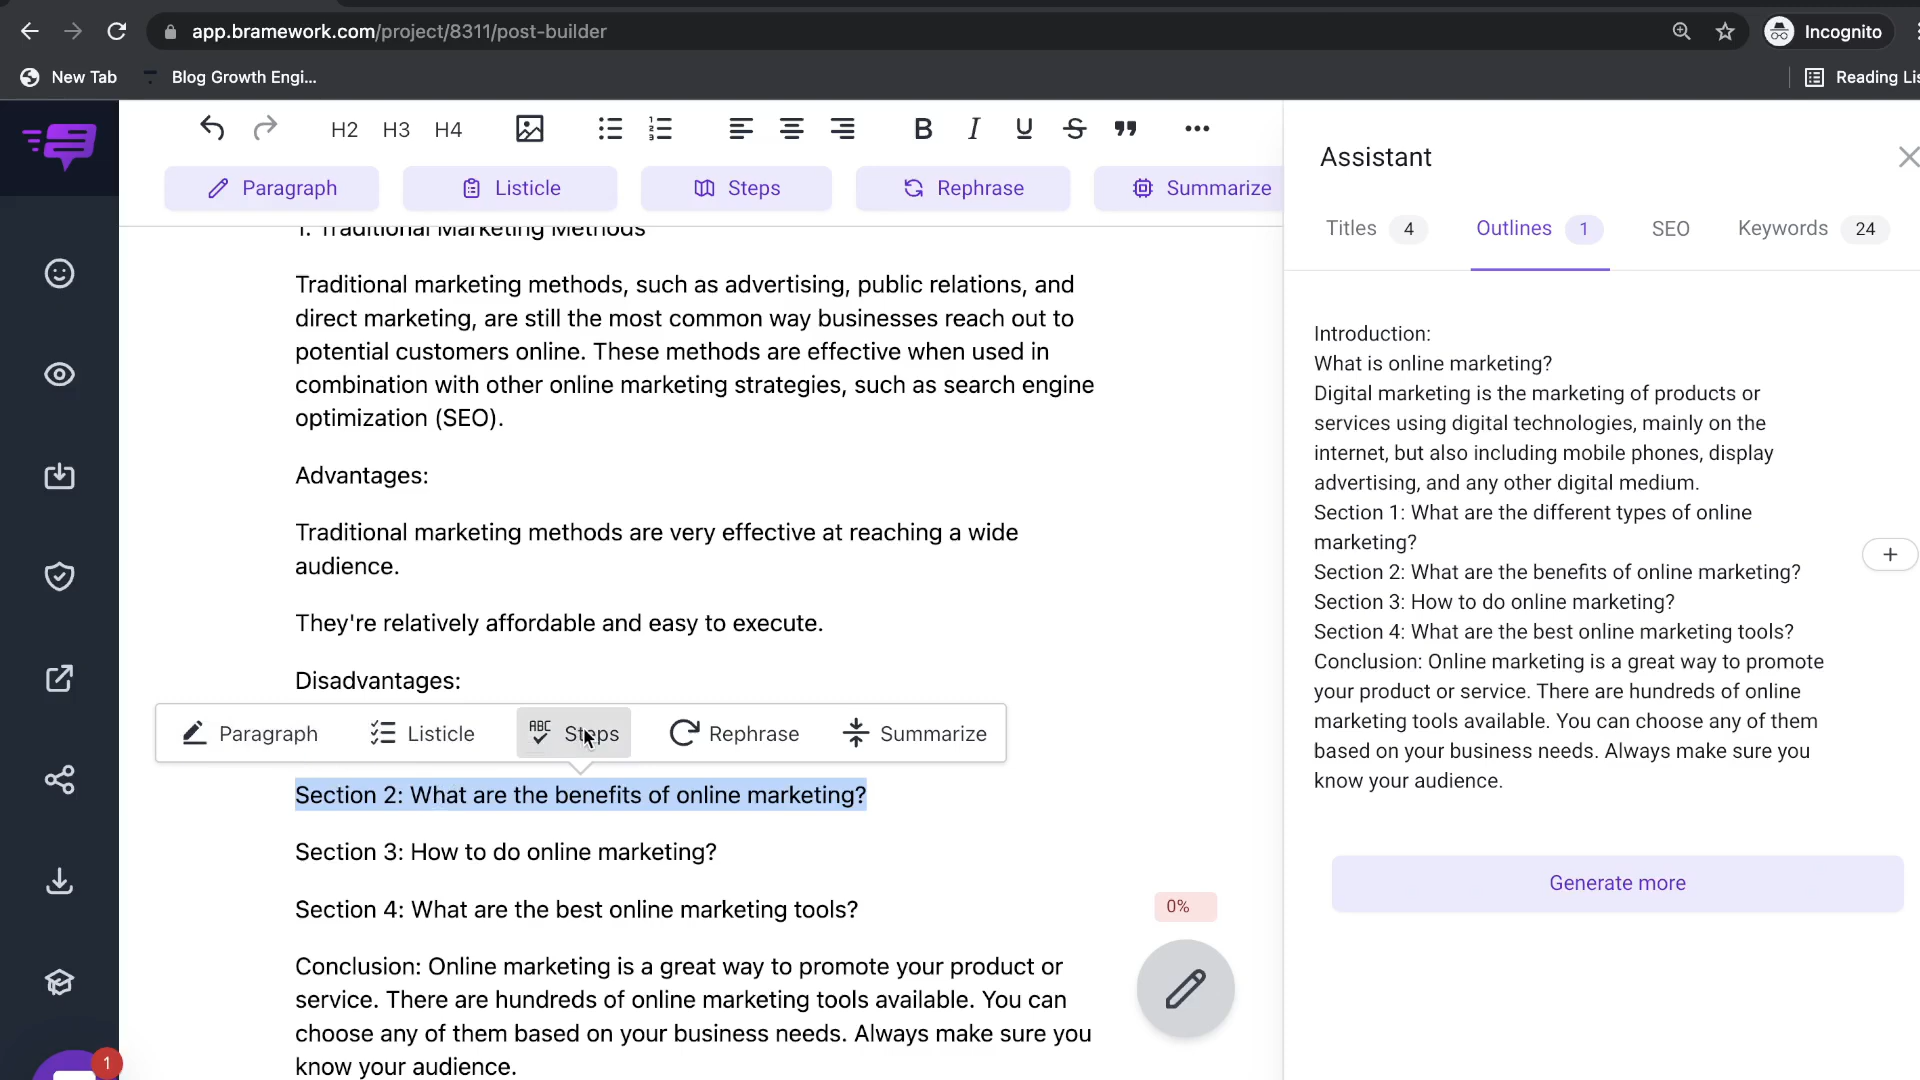 app.bramework.com/project/8311/post-builder
Incognito
New Tab
Blog Growth Engi...
Reading Lis
H2 H3 H4
B I U S
Paragraph Listicle Steps Rephrase Summarize
1. Traditional Marketing Methods
Traditional marketing methods, such as advertising, public relations, and
direct marketing, are still the most common way businesses reach out to
potential customers online. These methods are effective when used in
combination with other online marketing strategies, such as search engine
optimization (SEO).
Advantages:
Traditional marketing methods are very effective at reaching a wide
audience.
They're relatively affordable and easy to execute.
Disadvantages:
Paragraph Listicle ABC Steps Rephrase Summarize
Section 2: What are the benefits of online marketing?
Section 3: How to do online marketing?
Section 4: What are the best online marketing tools?
Conclusion: Online marketing is a great way to promote your product or
service. There are hundreds of online marketing tools available. You can
choose any of them based on your business needs. Always make sure you
know your audience.
0%
1
Assistant
Titles 4 Outlines 1 SEO Keywords 24
Introduction:
What is online marketing?
Digital marketing is the marketing of products or
services using digital technologies, mainly on the
internet, but also including mobile phones, display
advertising, and any other digital medium.
Section 1: What are the different types of online
marketing?
Section 2: What are the benefits of online marketing?
Section 3: How to do online marketing?
Section 4: What are the best online marketing tools?
Conclusion: Online marketing is a great way to promote
your product or service. There are hundreds of online
marketing tools available. You can choose any of them
based on your business needs. Always make sure you
know your audience.
+
Generate more